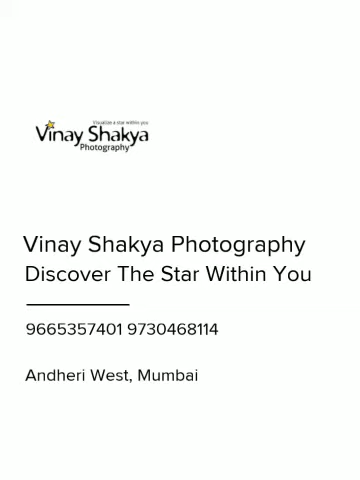 Visualize a star within you
Vinay Shakya
Photography
Vinay Shakya Photography
Discover The Star Within You
9665357401 9730468114
Andheri West, Mumbai